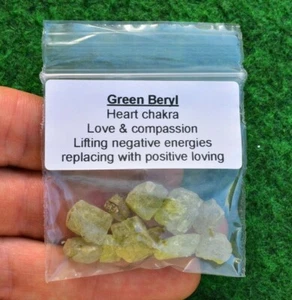 Green Beryl
Heart chakra
Love & compassion
Lifting negative energies
replacing with positive loving